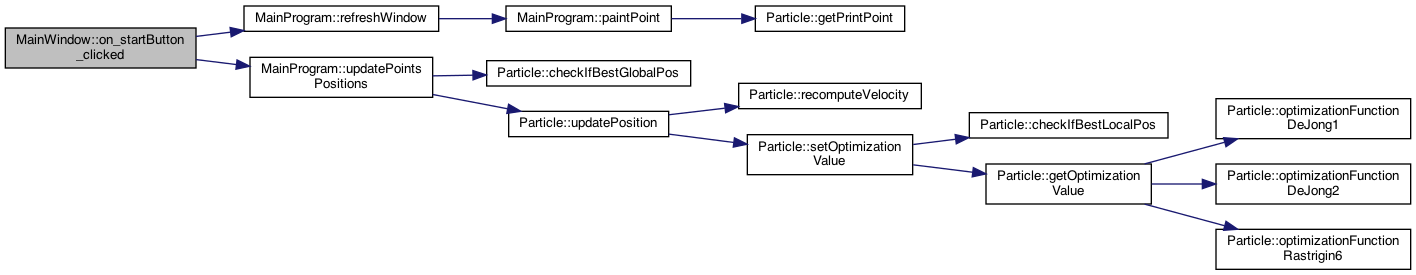 MainWindow::on_startButton
_clicked
MainProgram::refreshWindow
MainProgram::paintPoint
Particle::getPrintPoint
MainProgram::updatePoints
Positions
Particle::checkIfBestGlobalPos
Particle::updatePosition
Particle::recomputeVelocity
Particle::setOptimization
Value
Particle::checkIfBestLocalPos
Particle::getOptimization
Value
Particle::optimizationFunction
DeJong1
Particle::optimizationFunction
DeJong2
Particle::optimizationFunction
Rastrigin6